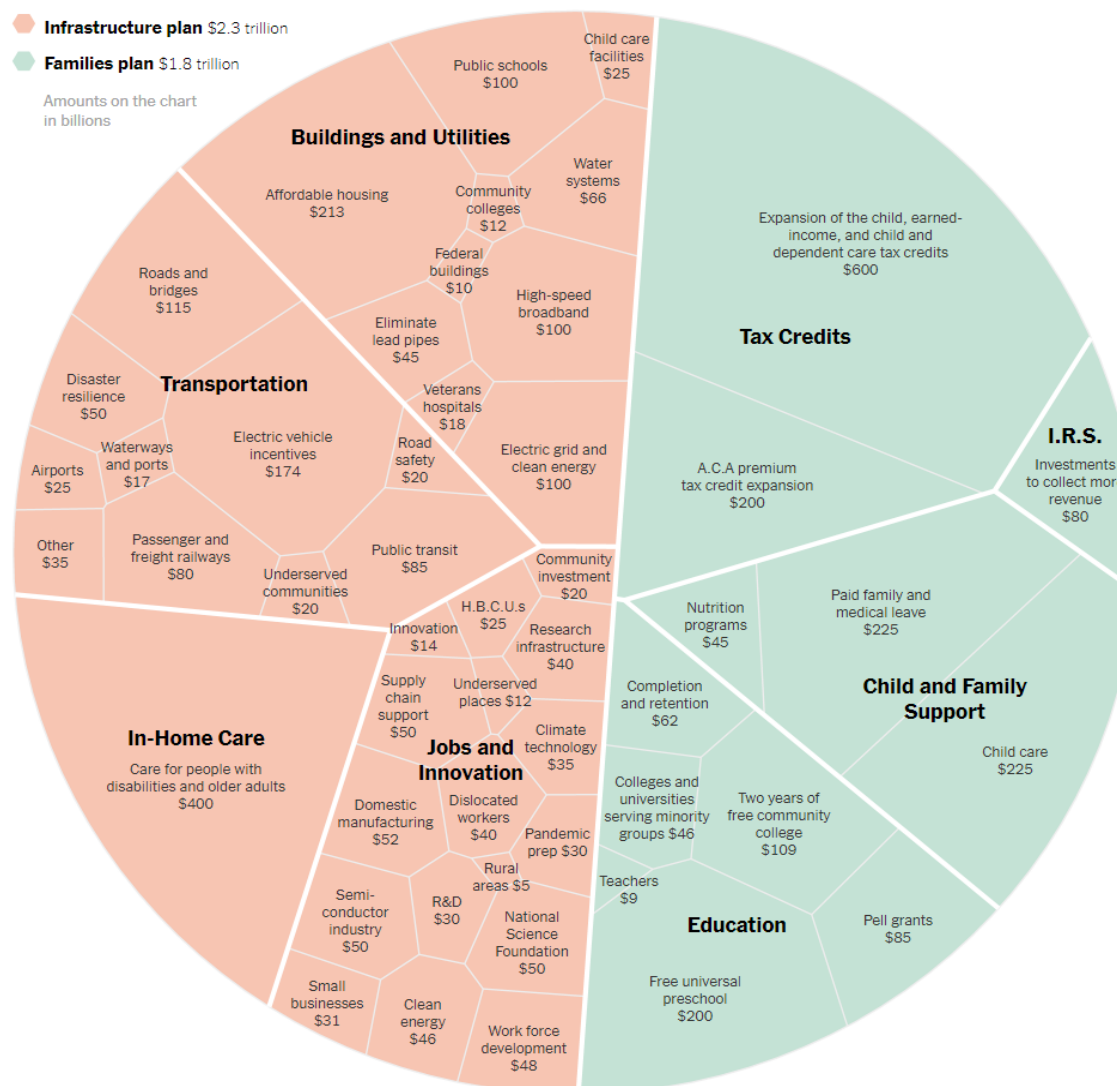 Infrastructure plan $2.3 trillion
Families plan $1.8 trillion
Amounts on the chart
in billions
Buildings and Utilities
Public schools
$100
Child care
facilities
$25
Affordable housing
$213
Community
colleges
$12
Water
systems
$66
Federal
buildings
$10
High-speed
broadband
$100
Eliminate
lead pipes
$45
Veterans
hospitals
$18
Electric grid and
clean energy
$100
Transportation
Roads and
bridges
$115
Disaster
resilience
$50
Electric vehicle
incentives
$174
Road
safety
$20
Waterways
and ports
$17
Airports
$25
Other
$35
Passenger and
freight railways
$80
Underserved
communities
$20
Public transit
$85
In-Home Care
Care for people with
disabilities and older adults
$400
Jobs and
Innovation
Community
investment
$20
H.B.C.U.s
$25
Innovation
$14
Research
infrastructure
$40
Supply
chain
support
$50
Underserved
places $12
Climate
technology
$35
Domestic
manufacturing
$52
Dislocated
workers
$40
Pandemic
prep $30
Rural
areas $5
Semi-
conductor
industry
$50
R&D
$30
National
Science
Foundation
$50
Small
businesses
$31
Clean
energy
$46
Work force
development
$48
Tax Credits
Expansion of the child, earned-
income, and child and
dependent care tax credits
$600
A.C.A premium
tax credit expansion
$200
I.R.S.
Investments
to collect mor
revenue
$80
Child and Family
Support
Nutrition
programs
$45
Paid family and
medical leave
$225
Child care
$225
Education
Completion
and retention
$62
Colleges and
universities
serving minority
groups $46
Two years of
free community
college
$109
Teachers
$9
Pell grants
$85
Free universal
preschool
$200